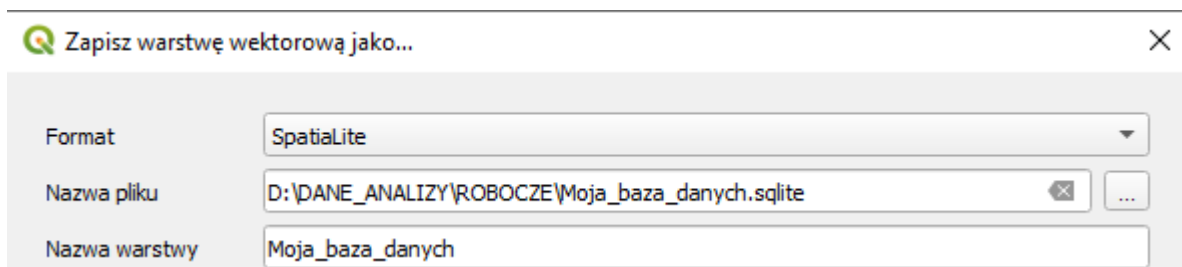 Zapisz warstwę wektorową jako...
Format SpatiaLite
Nazwa pliku D:\DANE_ANALIZY\ROBOCZE\Moja_baza_danych.sqlite ...
Nazwa warstwy Moja_baza_danych